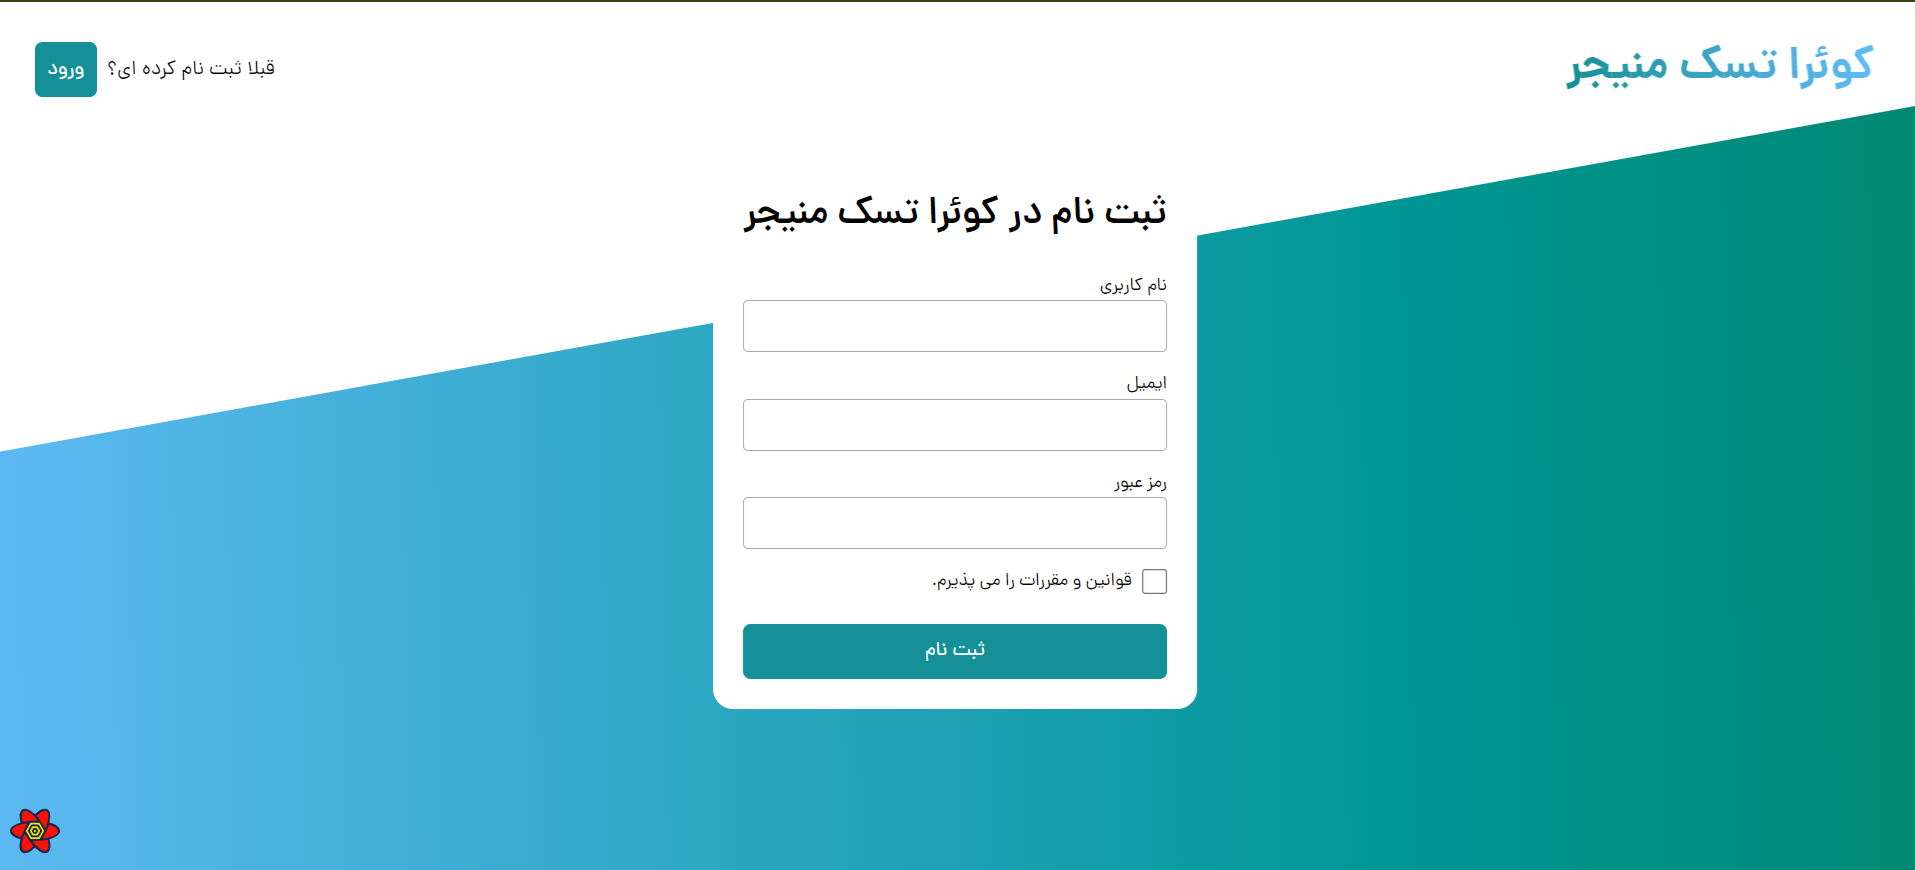 کوئرا تسک منیجر
قبلا ثبت نام کرده ای؟
ورود
ثبت نام در کوئرا تسک منیجر
نام کاربری
ایمیل
رمز عبور
قوانین و مقررات را می پذیرم.
ثبت نام